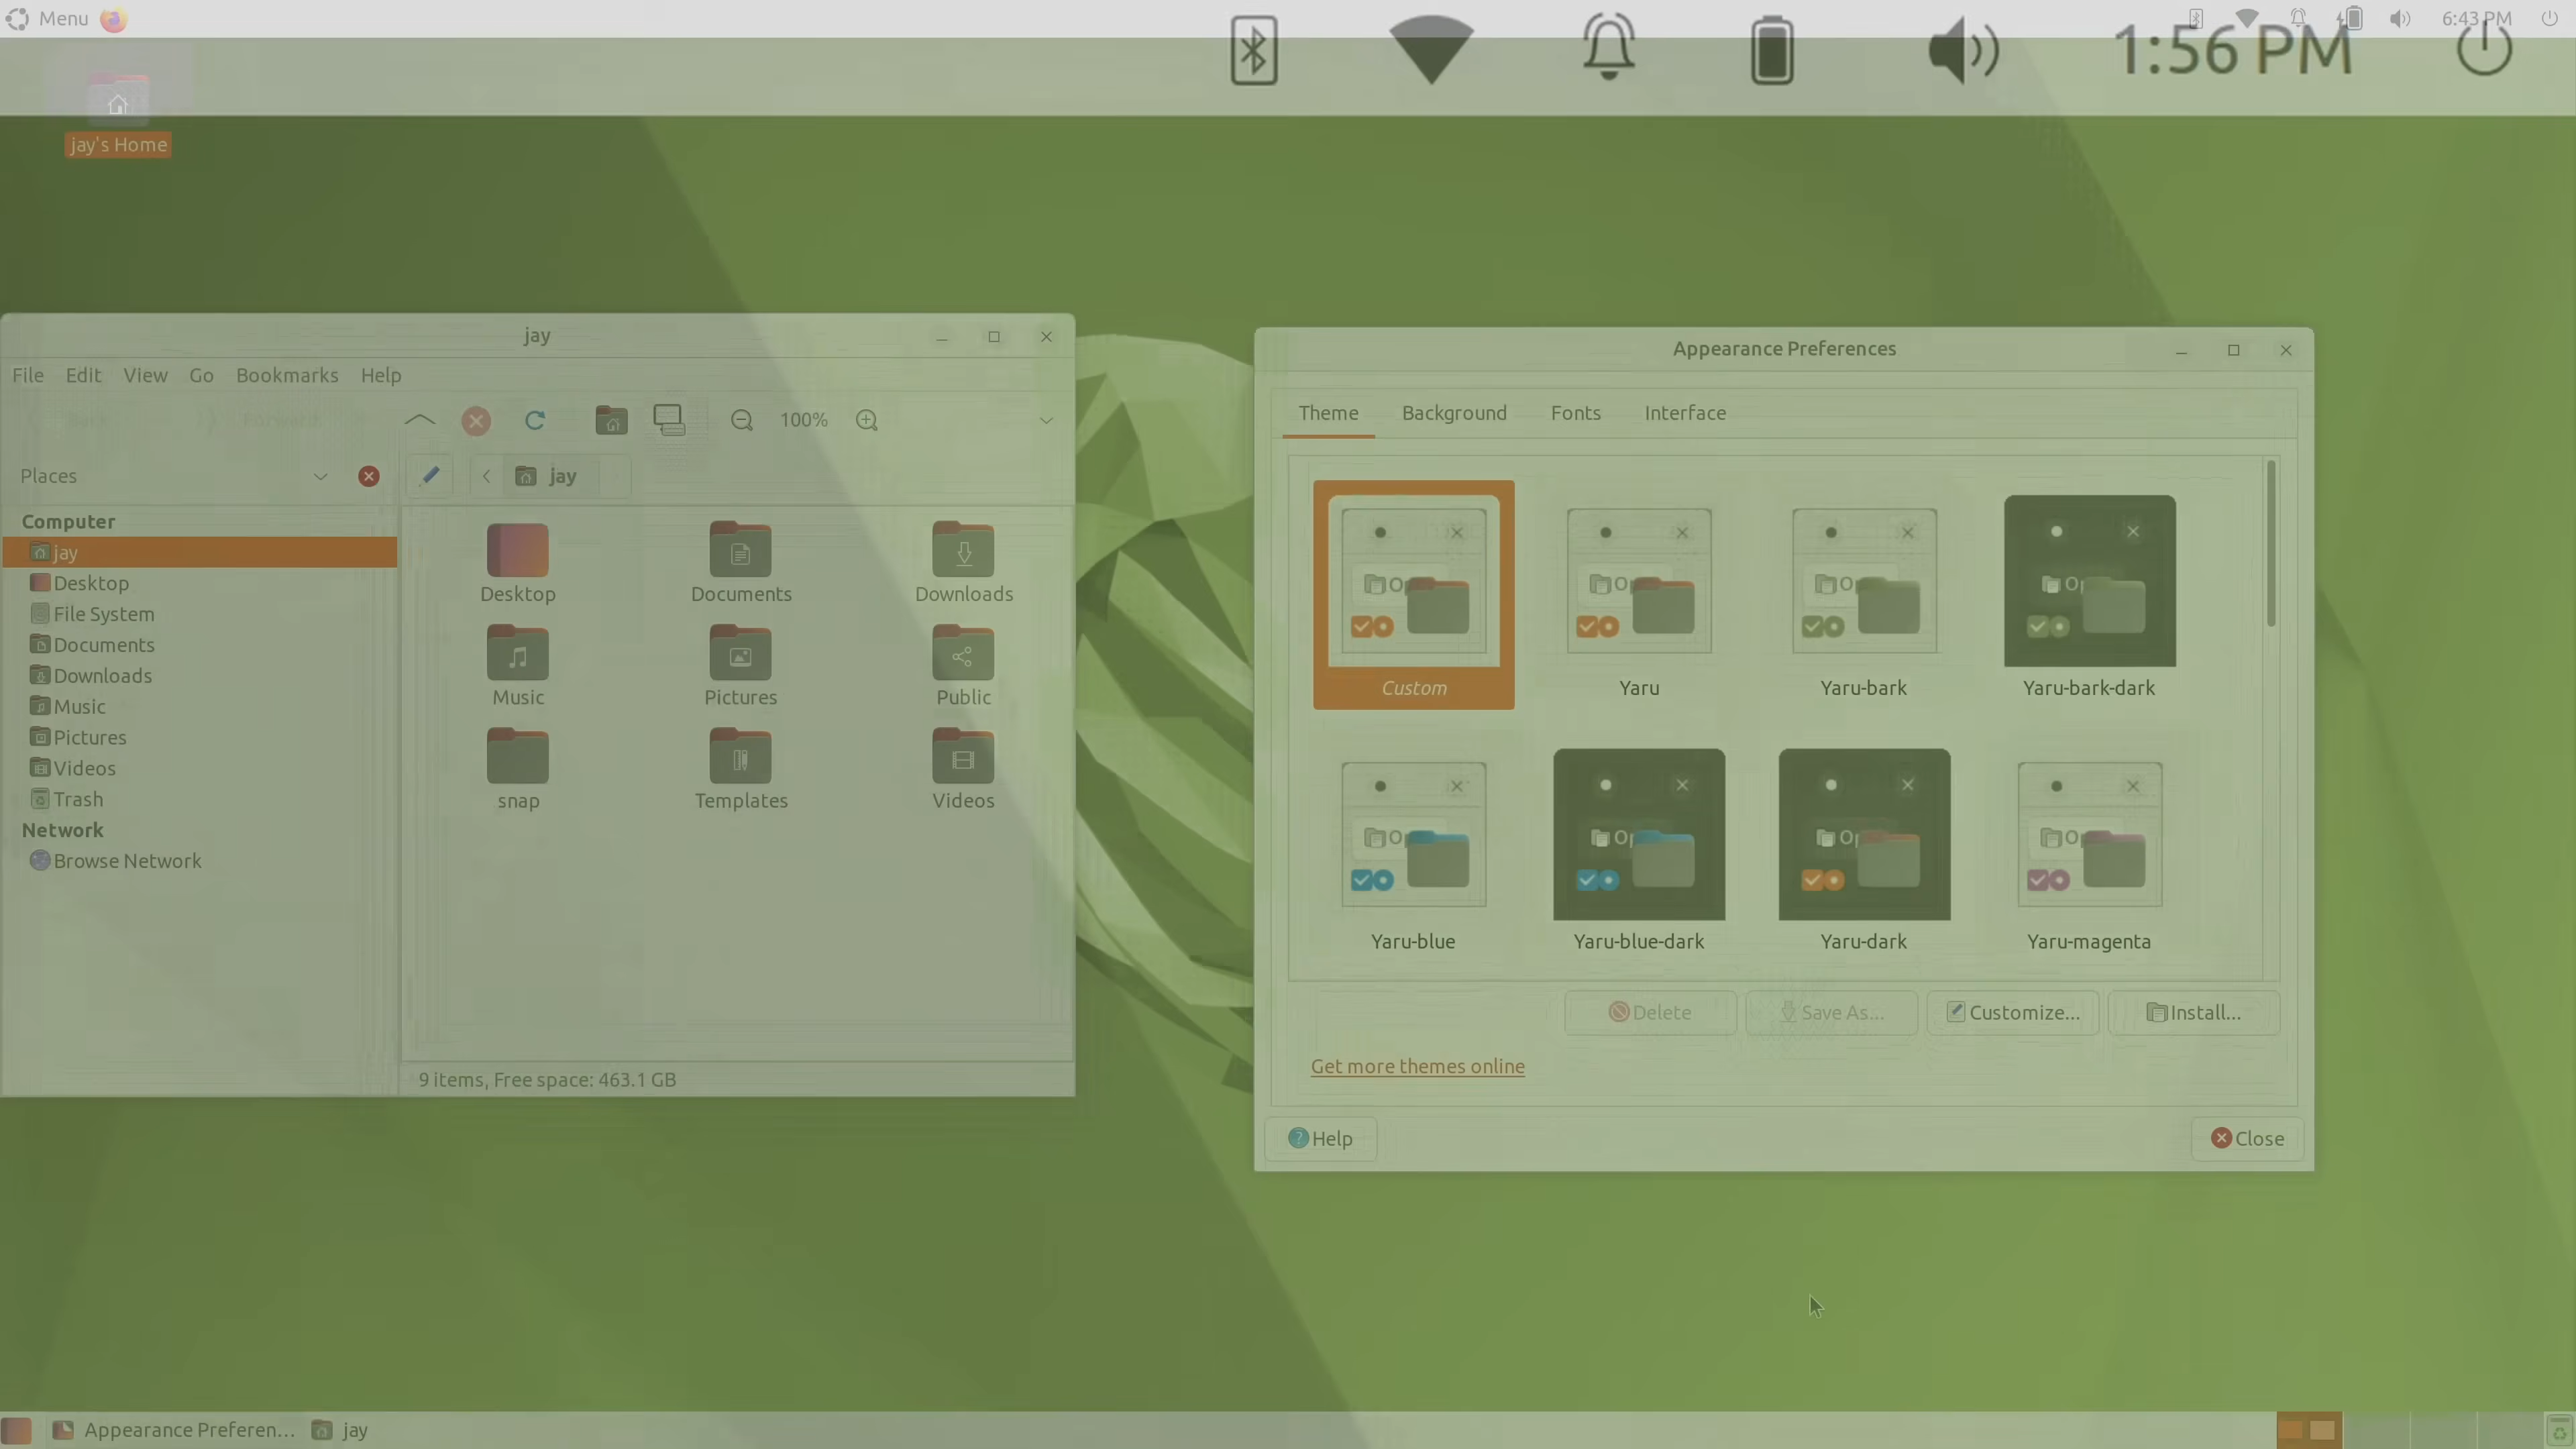 Menu
6:43 PM
1:56 PM
jay's Home
jay
File Edit View Go Bookmarks Help
Back Forward 100%
Places
jay
Computer
jay
Desktop
File System
Documents
Downloads
Music
Pictures
Videos
Trash
Network
Browse Network
Desktop Documents Downloads
Music Pictures Public
snap Templates Videos
9 items, Free space: 463.1 GB
Appearance Preferences
Theme Background Fonts Interface
Custom Yaru Yaru-bark Yaru-bark-dark
Yaru-blue Yaru-blue-dark Yaru-dark Yaru-magenta
Delete Save As... Customize... Install...
Get more themes online
Help Close
Appearance Preferen... jay